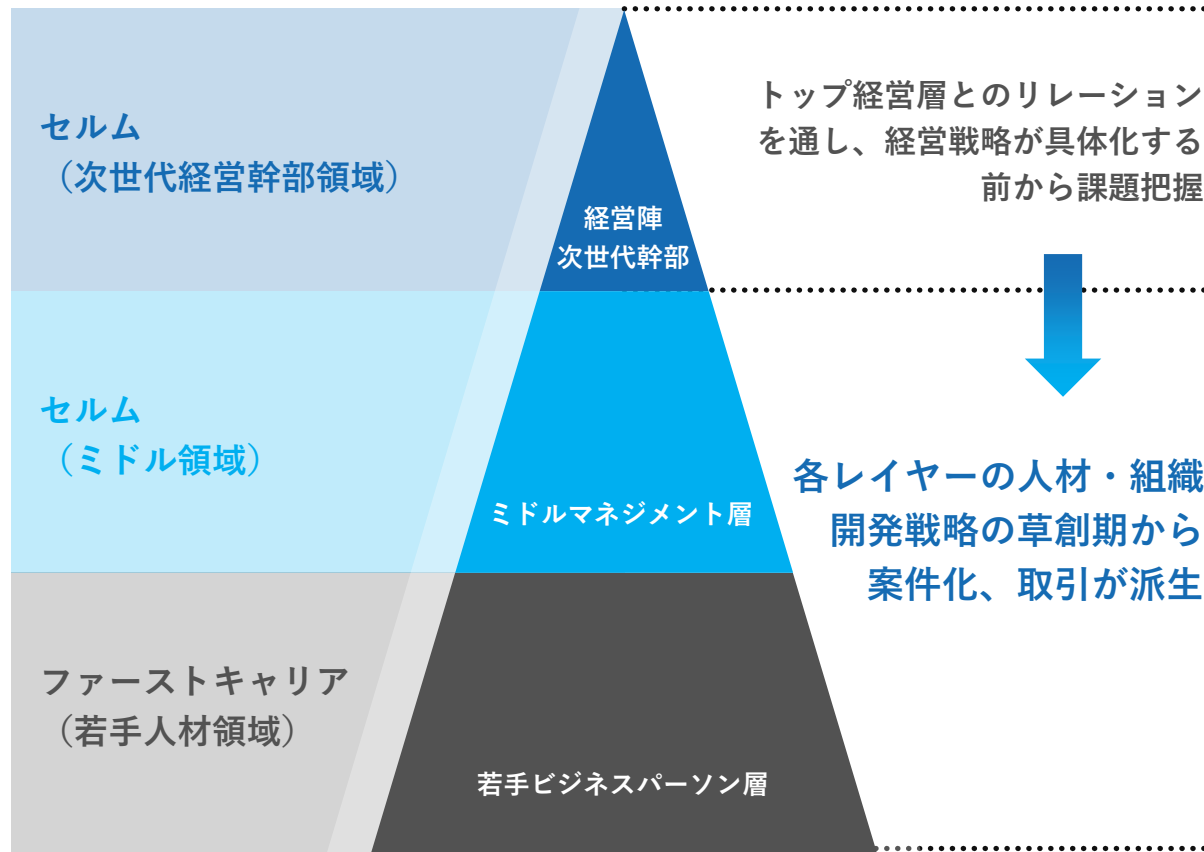 セルム
（次世代経営幹部領域）
経営陣
次世代幹部
トップ経営層とのリレーション
を通し、経営戦略が具体化する
前から課題把握
セルム
（ミドル領域）
ミドルマネジメント層
各レイヤーの人材・組織
開発戦略の草創期から
案件化、取引が派生
ファーストキャリア
（若手人材領域）
若手ビジネスパーソン層